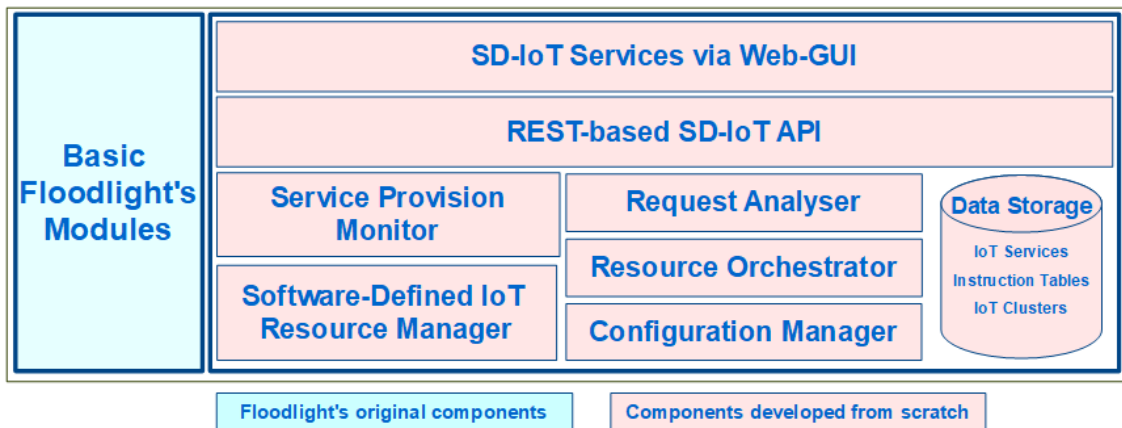 Basic
Floodlight's
Modules
SD-IoT Services via Web-GUI
REST-based SD-IoT API
Service Provision
Monitor
Software-Defined IoT
Resource Manager
Request Analyser
Resource Orchestrator
Configuration Manager
Data Storage
IoT Services
Instruction Tables
IoT Clusters
Floodlight's original components
Components developed from scratch